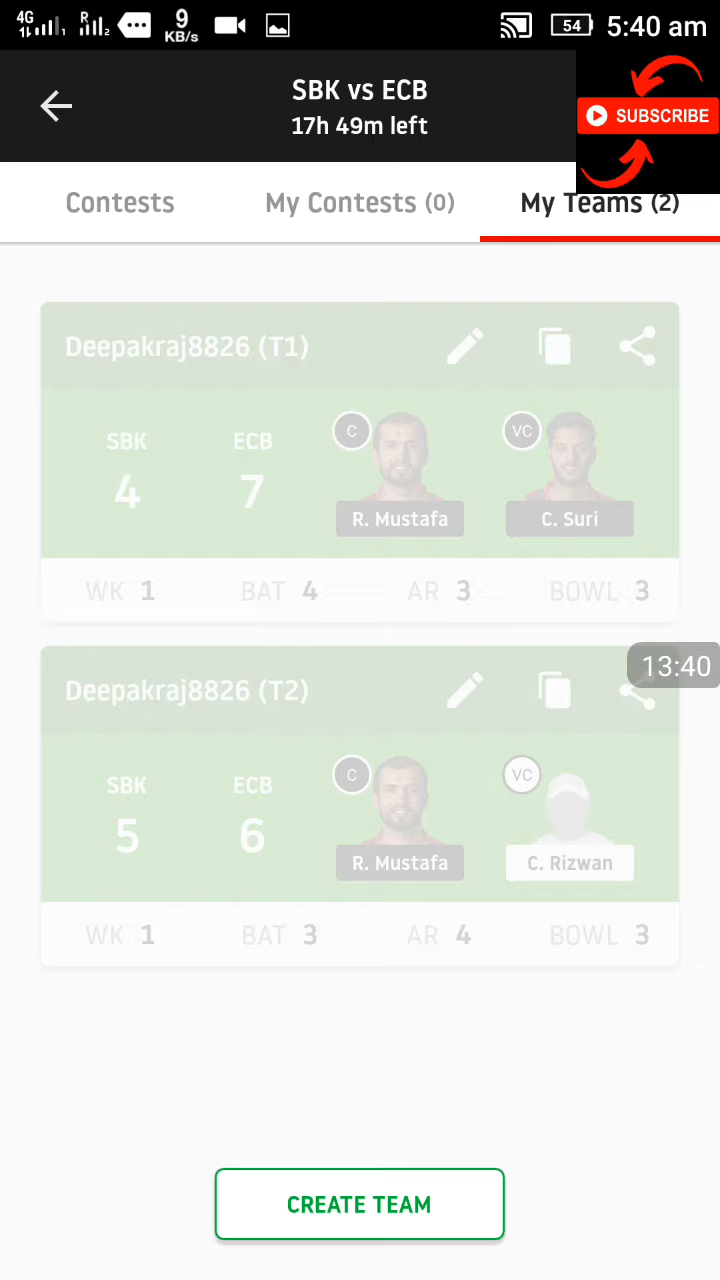 4G R 1 2 9 KB/s 54 5:40 am
SBK vs ECB
17h 49m left
SUBSCRIBE
Contests My Contests (0) My Teams (2)
Deepakraj8826 (T1)
C VC
SBK ECB
4 7
R. Mustafa C. Suri
WK 1 BAT 4 AR 3 BOWL 3
13:40
Deepakraj8826 (T2)
C VC
SBK ECB
5 6
R. Mustafa C. Rizwan
WK 1 BAT 3 AR 4 BOWL 3
CREATE TEAM